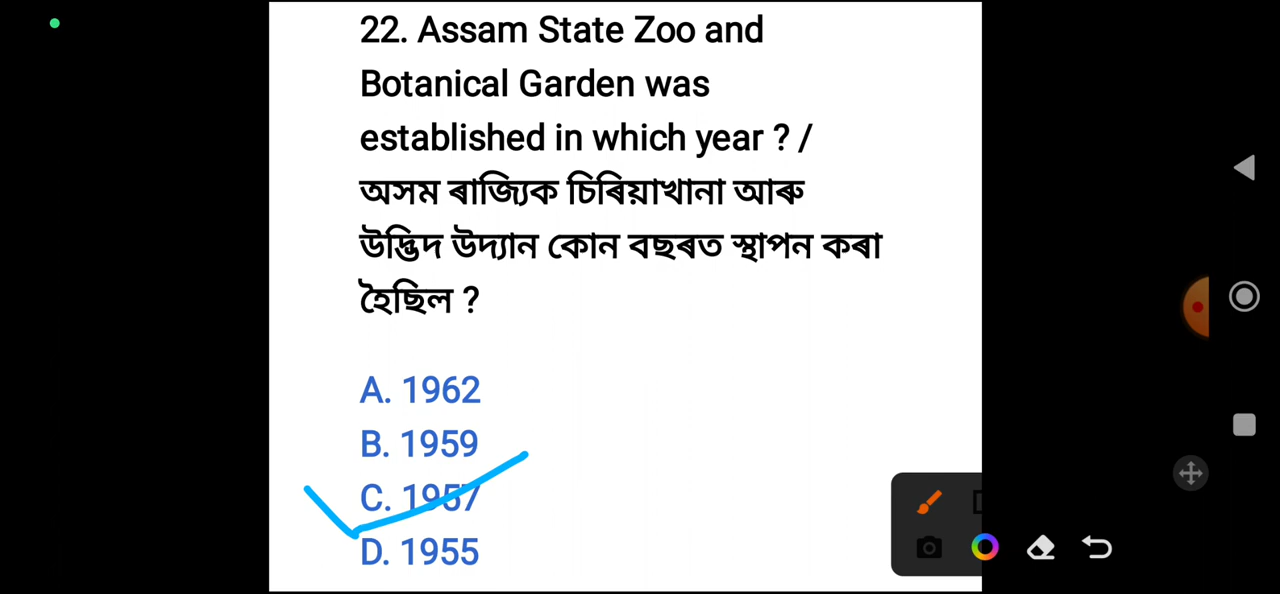 22. Assam State Zoo and
Botanical Garden was
established in which year ? /
অসম ৰাজ্যিক চিৰিয়াখানা আৰু
উদ্ভিদ উদ্যান কোন বছৰত স্থাপন কৰা
হৈছিল ?
A. 1962
B. 1959
C. 1957
D. 1955